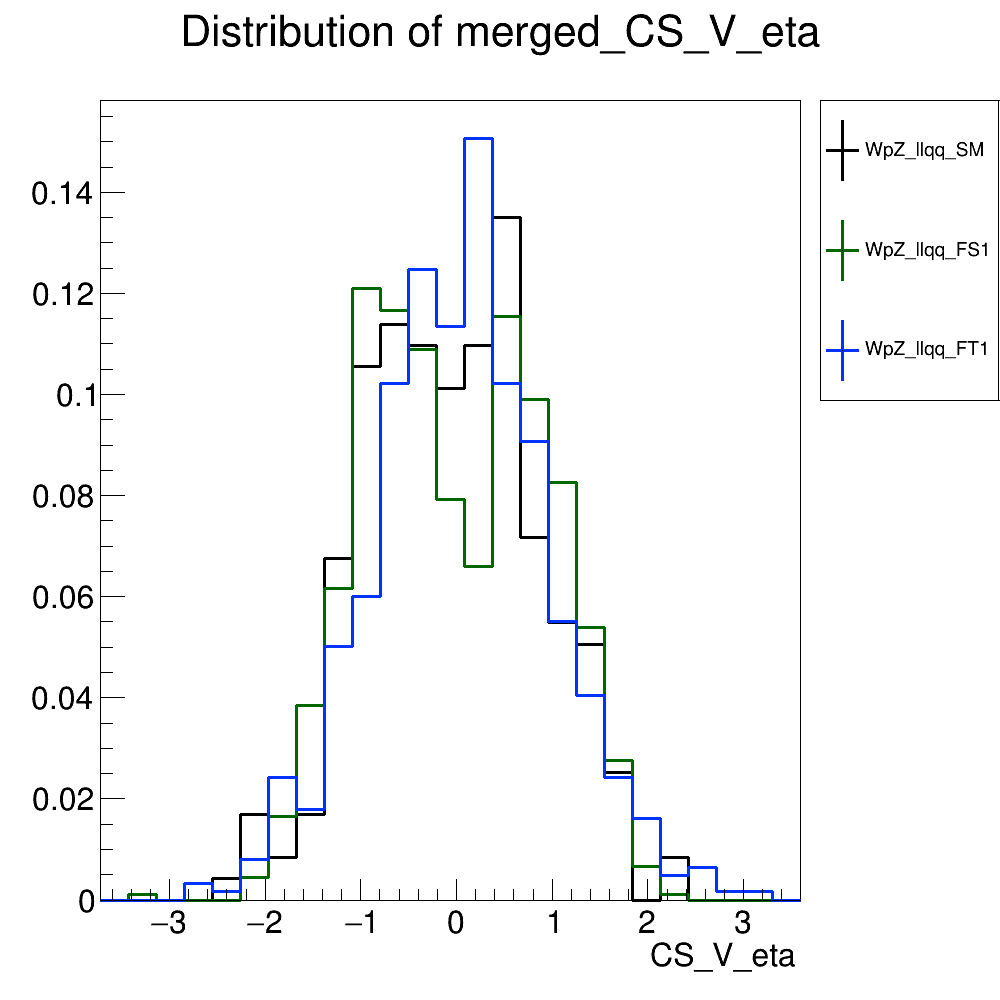 Distribution of merged_CS_V_eta
WpZ_llqq_SM
WpZ_llqq_FS1
WpZ_llqq_FT1
0.14
0.12
0.1
0.08
0.06
0.04
0.02
0
−3 −2 −1 0 1 2 3
CS_V_eta